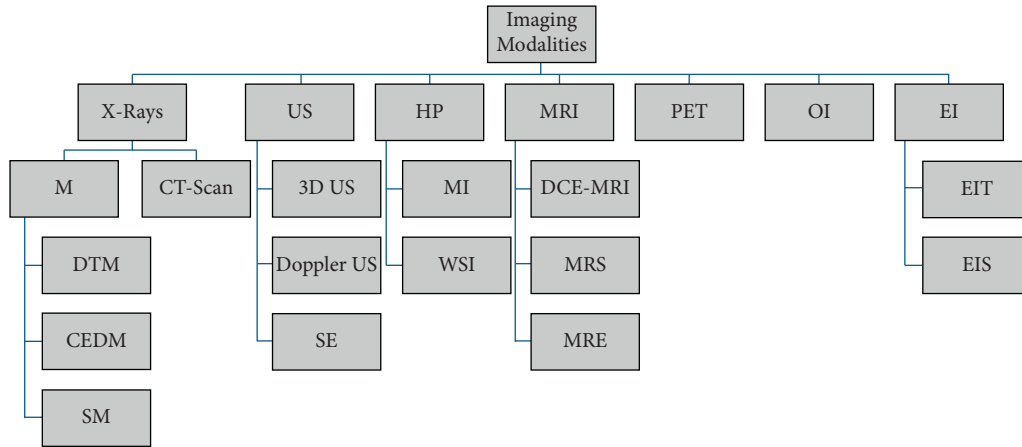 Imaging
Modalities
X-Rays
US
HP
MRI
PET
OI
EI
M
CT-Scan
3D US
MI
DCE-MRI
EIT
DTM
Doppler US
WSI
MRS
EIS
CEDM
SE
MRE
SM